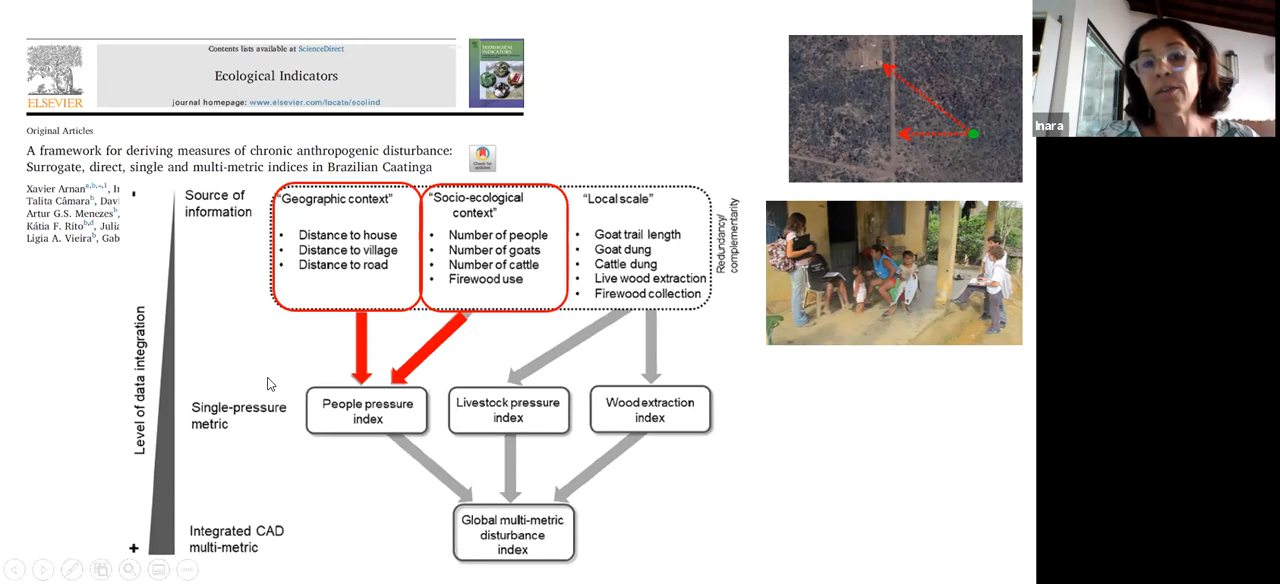 Contents lists available at ScienceDirect
Ecological Indicators
journal homepage: www.elsevier.com/locate/ecolind
ELSEVIER
ECOLOGICAL
INDICATORS
Original Articles
A framework for deriving measures of chronic anthropogenic disturbance:
Surrogate, direct, single and multi-metric indices in Brazilian Caatinga
Check for
updates
Xavier Arnan
Talita Câmara
Artur G.S. Menezes
Kátia F. Rito
Lígia A. Vieira
-
Level of data integration
+
Source of
information
"Geographic context"
• Distance to house
• Distance to village
• Distance to road
"Socio-ecological
context"
• Number of people
• Number of goats
• Number of cattle
• Firewood use
"Local scale"
• Goat trail length
• Goat dung
• Cattle dung
• Live wood extraction
• Firewood collection
Redundancy/
complementarity
Single-pressure
metric
People pressure
index
Livestock pressure
index
Wood extraction
index
Integrated CAD
multi-metric
Global multi-metric
disturbance
index
Inara